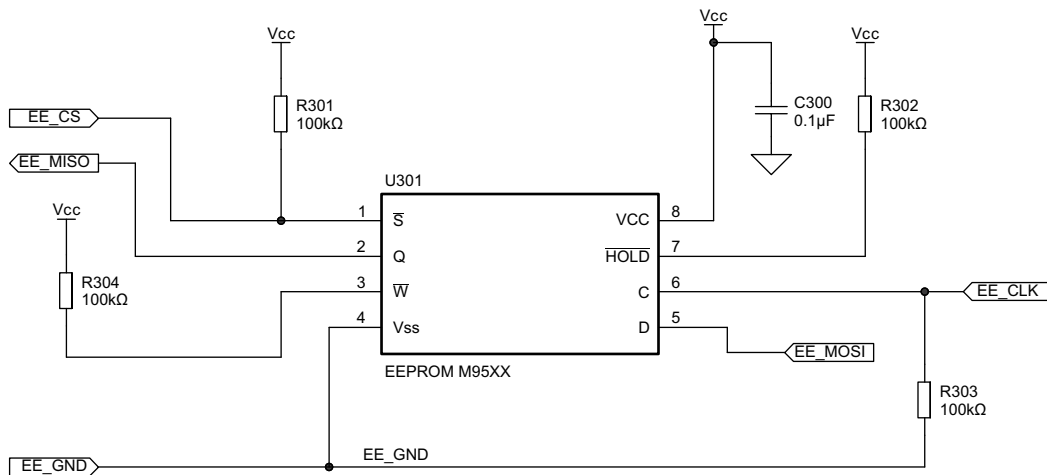 Vcc
Vcc
Vcc
R301
100kΩ
C300
0.1µF
R302
100kΩ
EE_CS
EE_MISO
U301
Vcc
1
S
VCC
8
2
Q
HOLD
7
R304
100kΩ
3
W
C
6
EE_CLK
4
Vss
D
5
EE_MOSI
EEPROM M95XX
R303
100kΩ
EE_GND
EE_GND